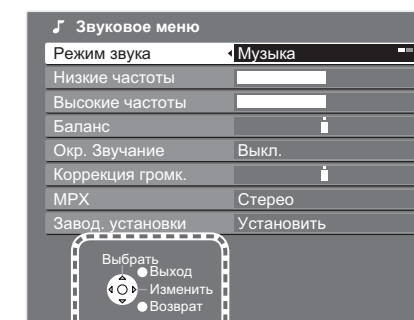 Звуковое меню
Режим звука Музыка
Низкие частоты
Высокие частоты
Баланс
Окр. Звучание Выкл.
Коррекция громк.
MPX Стерео
Завод. установки Установить
Выбрать
Выход
Изменить
Возврат